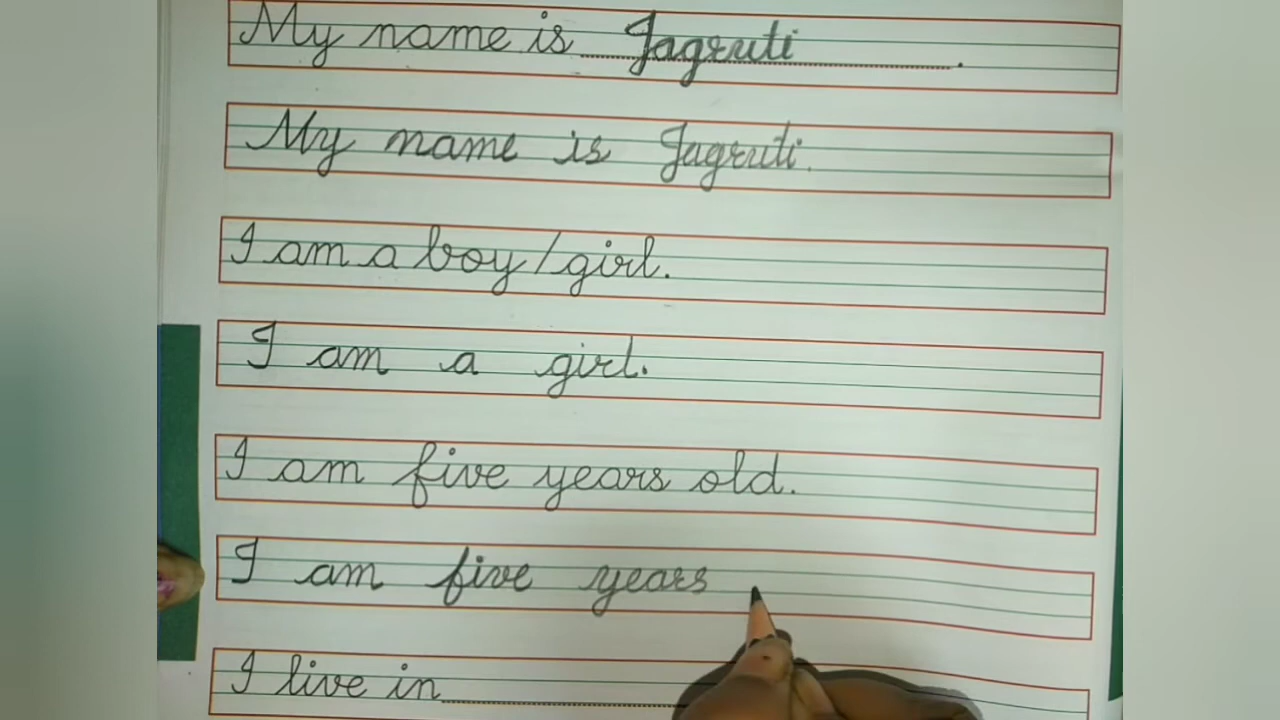 My name is Jagruti.
My name is Jagruti.
I am a boy/girl.
I am a girl.
I am five years old.
I am five years
I live in